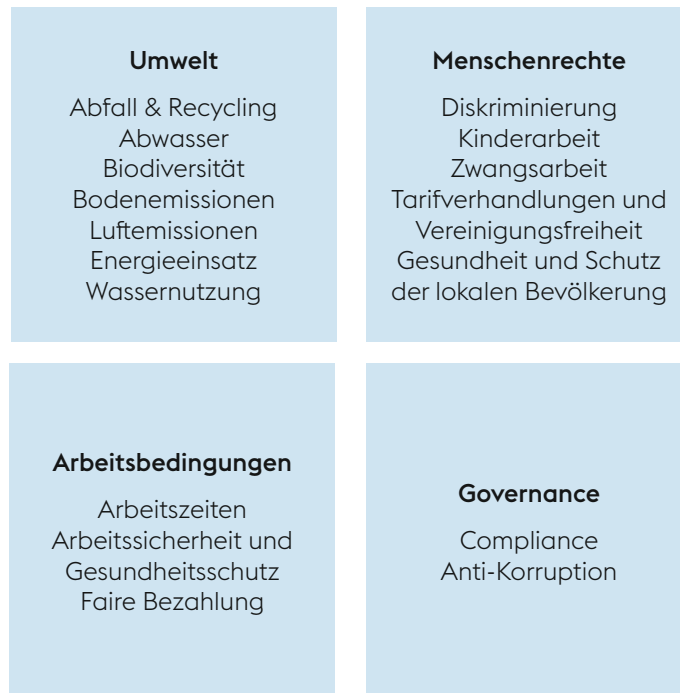 Umwelt
Abfall & Recycling
Abwasser
Biodiversität
Bodenemissionen
Luftemissionen
Energieeinsatz
Wassernutzung
Menschenrechte
Diskriminierung
Kinderarbeit
Zwangsarbeit
Tarifverhandlungen und
Vereinigungsfreiheit
Gesundheit und Schutz
der lokalen Bevölkerung
Arbeitsbedingungen
Arbeitszeiten
Arbeitssicherheit und
Gesundheitsschutz
Faire Bezahlung
Governance
Compliance
Anti-Korruption